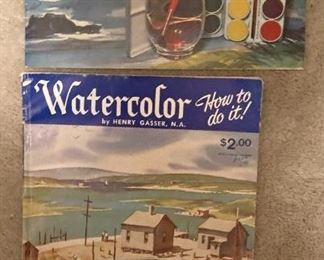 Watercolor How to
do it!
by HENRY GASSER, N.A.
$2.00